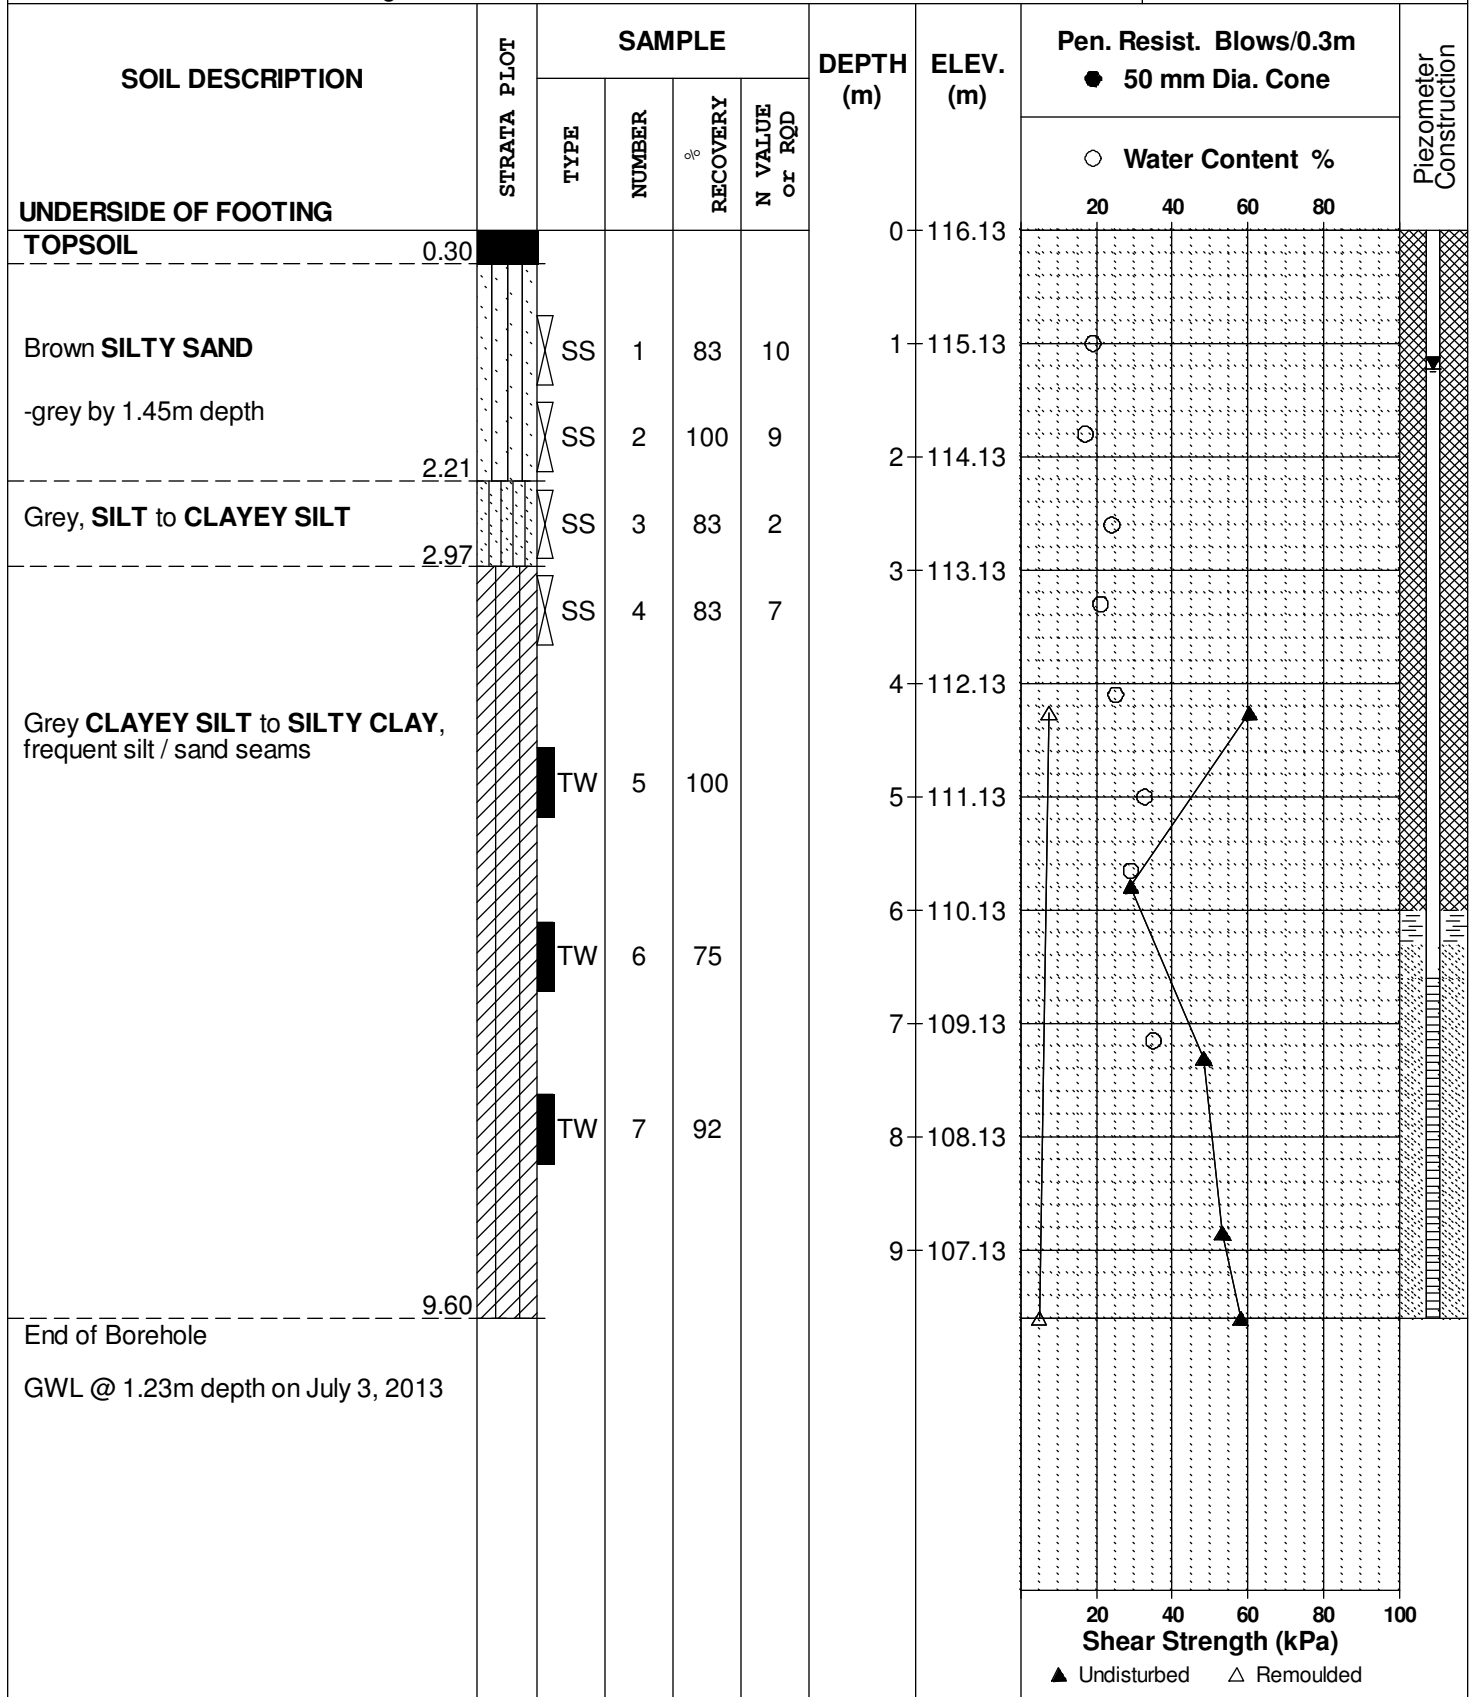 SOIL DESCRIPTION
UNDERSIDE OF FOOTING
STRATA PLOT
SAMPLE
TYPE
NUMBER
% RECOVERY
N VALUE or RQD
DEPTH (m)
ELEV. (m)
Pen. Resist. Blows/0.3m
● 50 mm Dia. Cone
○ Water Content %
20 40 60 80
Piezometer Construction
TOPSOIL 0.30
0 116.13
Brown SILTY SAND
SS 1 83 10
1 115.13
-grey by 1.45m depth
SS 2 100 9
2 114.13
2.21
Grey, SILT to CLAYEY SILT
SS 3 83 2
2.97
3 113.13
SS 4 83 7
4 112.13
Grey CLAYEY SILT to SILTY CLAY,
frequent silt / sand seams
TW 5 100
5 111.13
6 110.13
TW 6 75
7 109.13
TW 7 92
8 108.13
9 107.13
9.60
End of Borehole
GWL @ 1.23m depth on July 3, 2013
20 40 60 80 100
Shear Strength (kPa)
▲ Undisturbed △ Remoulded